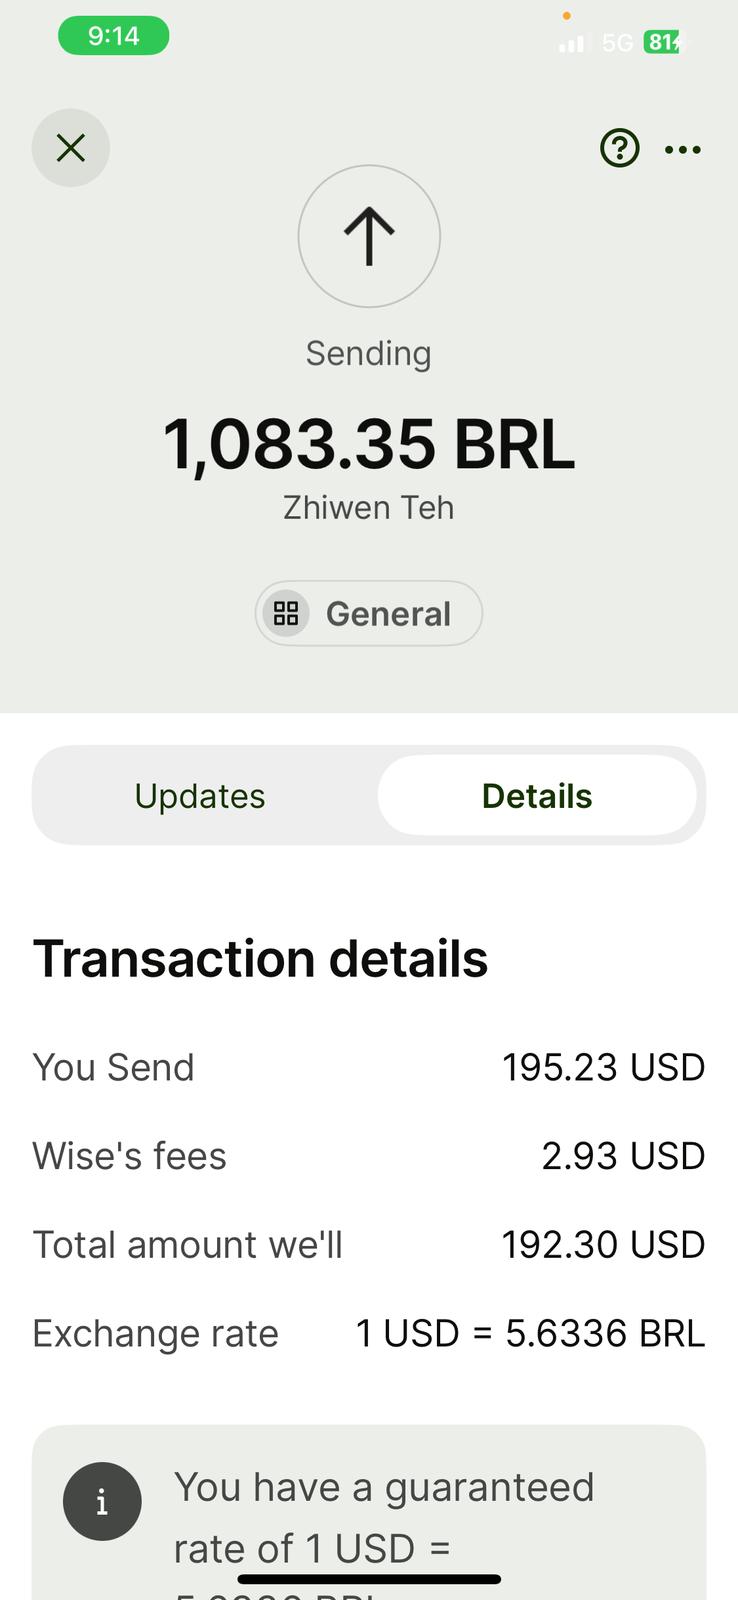 9:14
5G 81
Sending
1,083.35 BRL
Zhiwen Teh
General
Updates Details
Transaction details
You Send 195.23 USD
Wise's fees 2.93 USD
Total amount we'll 192.30 USD
Exchange rate 1 USD = 5.6336 BRL
i You have a guaranteed
rate of 1 USD =